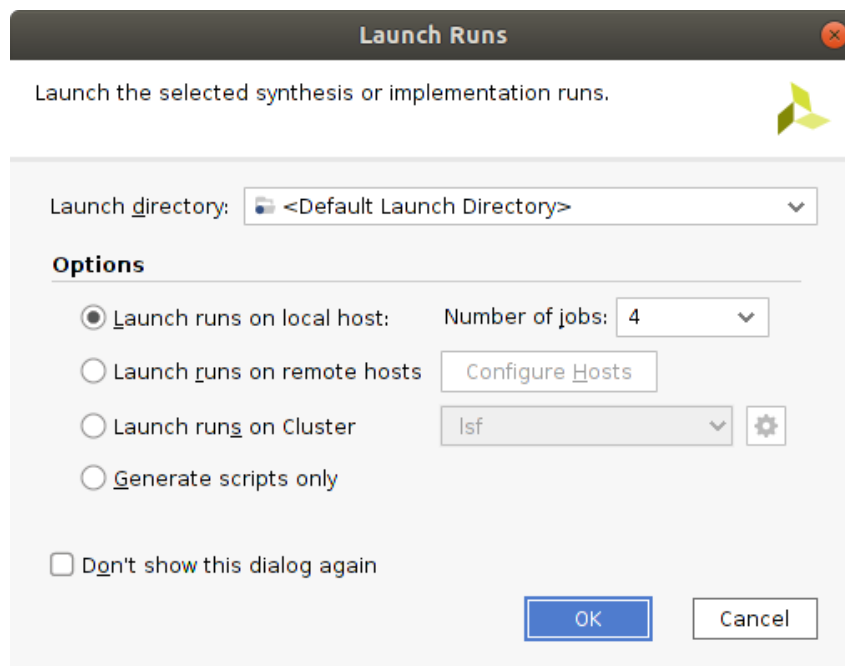 Launch Runs
Launch the selected synthesis or implementation runs.
Launch directory: <Default Launch Directory>
Options
Launch runs on local host: Number of jobs: 4
Launch runs on remote hosts Configure Hosts
Launch runs on Cluster lsf
Generate scripts only
Don't show this dialog again
OK Cancel